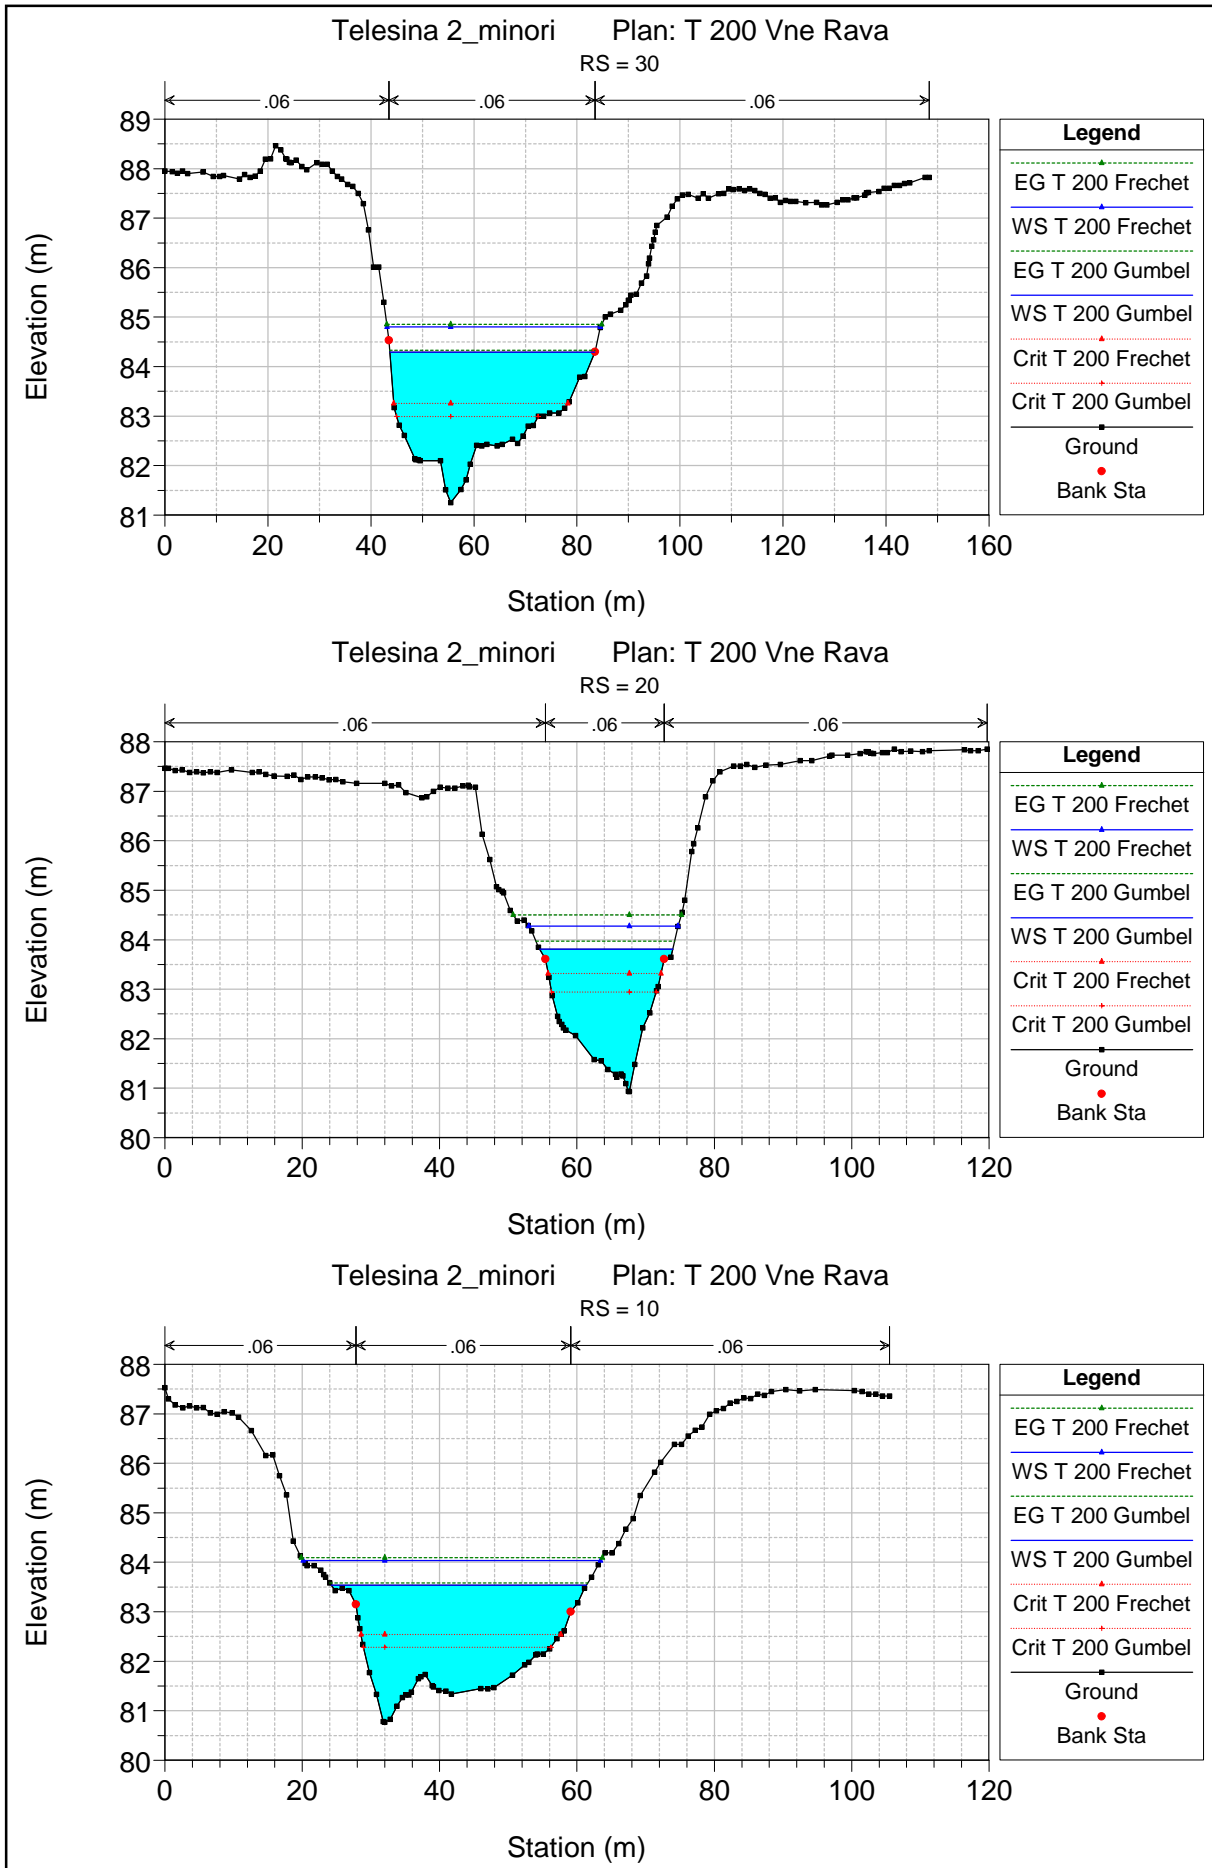 Telesina 2_minori Plan: T 200 Vne Rava
RS = 30
.06 .06 .06
Legend
EG T 200 Frechet
WS T 200 Frechet
EG T 200 Gumbel
WS T 200 Gumbel
Crit T 200 Frechet
Crit T 200 Gumbel
Ground
Bank Sta
Elevation (m)
89
88
87
86
85
84
83
82
81
0 20 40 60 80 100 120 140 160
Station (m)
Telesina 2_minori Plan: T 200 Vne Rava
RS = 20
.06 .06 .06
Legend
EG T 200 Frechet
WS T 200 Frechet
EG T 200 Gumbel
WS T 200 Gumbel
Crit T 200 Frechet
Crit T 200 Gumbel
Ground
Bank Sta
Elevation (m)
88
87
86
85
84
83
82
81
80
0 20 40 60 80 100 120
Station (m)
Telesina 2_minori Plan: T 200 Vne Rava
RS = 10
.06 .06 .06
Legend
EG T 200 Frechet
WS T 200 Frechet
EG T 200 Gumbel
WS T 200 Gumbel
Crit T 200 Frechet
Crit T 200 Gumbel
Ground
Bank Sta
Elevation (m)
88
87
86
85
84
83
82
81
80
0 20 40 60 80 100 120
Station (m)